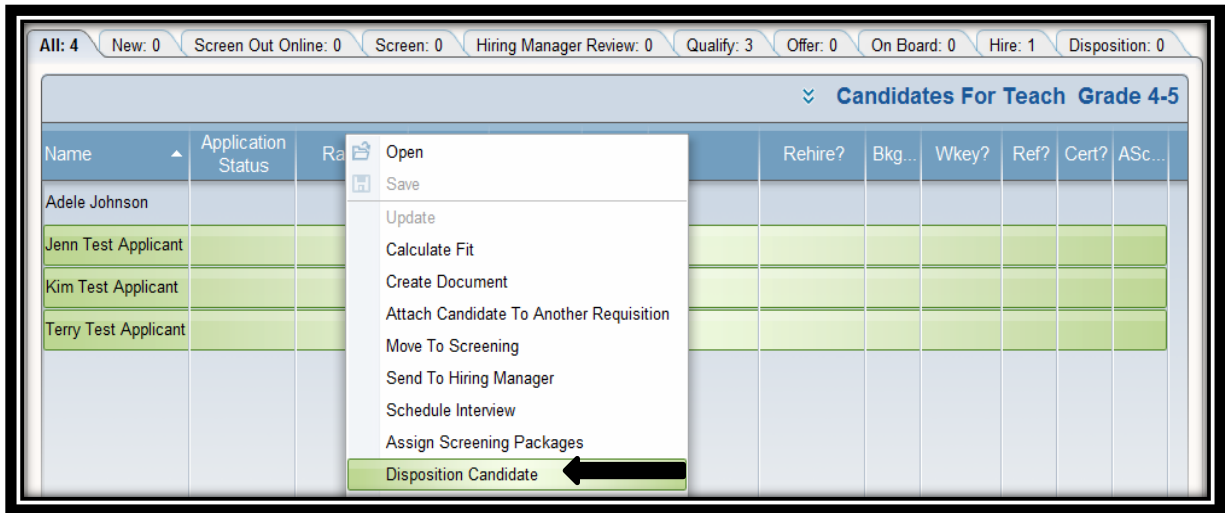 All: 4 New: 0 Screen Out Online: 0 Screen: 0 Hiring Manager Review: 0 Qualify: 3 Offer: 0 On Board: 0 Hire: 1 Disposition: 0
Candidates For Teach Grade 4-5
Name Application Status Ra Rehire? Bkg... Wkey? Ref? Cert? ASc...
Adele Johnson
Jenn Test Applicant
Kim Test Applicant
Terry Test Applicant
Open
Save
Update
Calculate Fit
Create Document
Attach Candidate To Another Requisition
Move To Screening
Send To Hiring Manager
Schedule Interview
Assign Screening Packages
Disposition Candidate